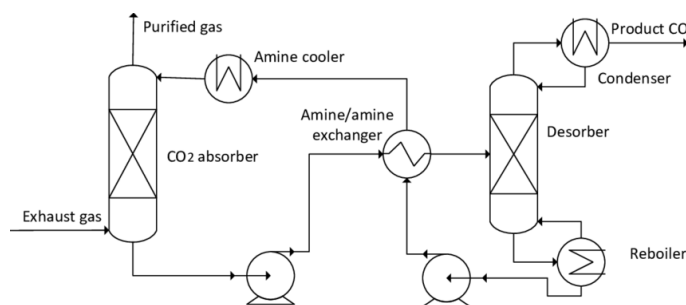 Purified gas
Product CO
Amine cooler
Condenser
Amine/amine
exchanger
Desorber
CO2 absorber
Exhaust gas
Reboiler